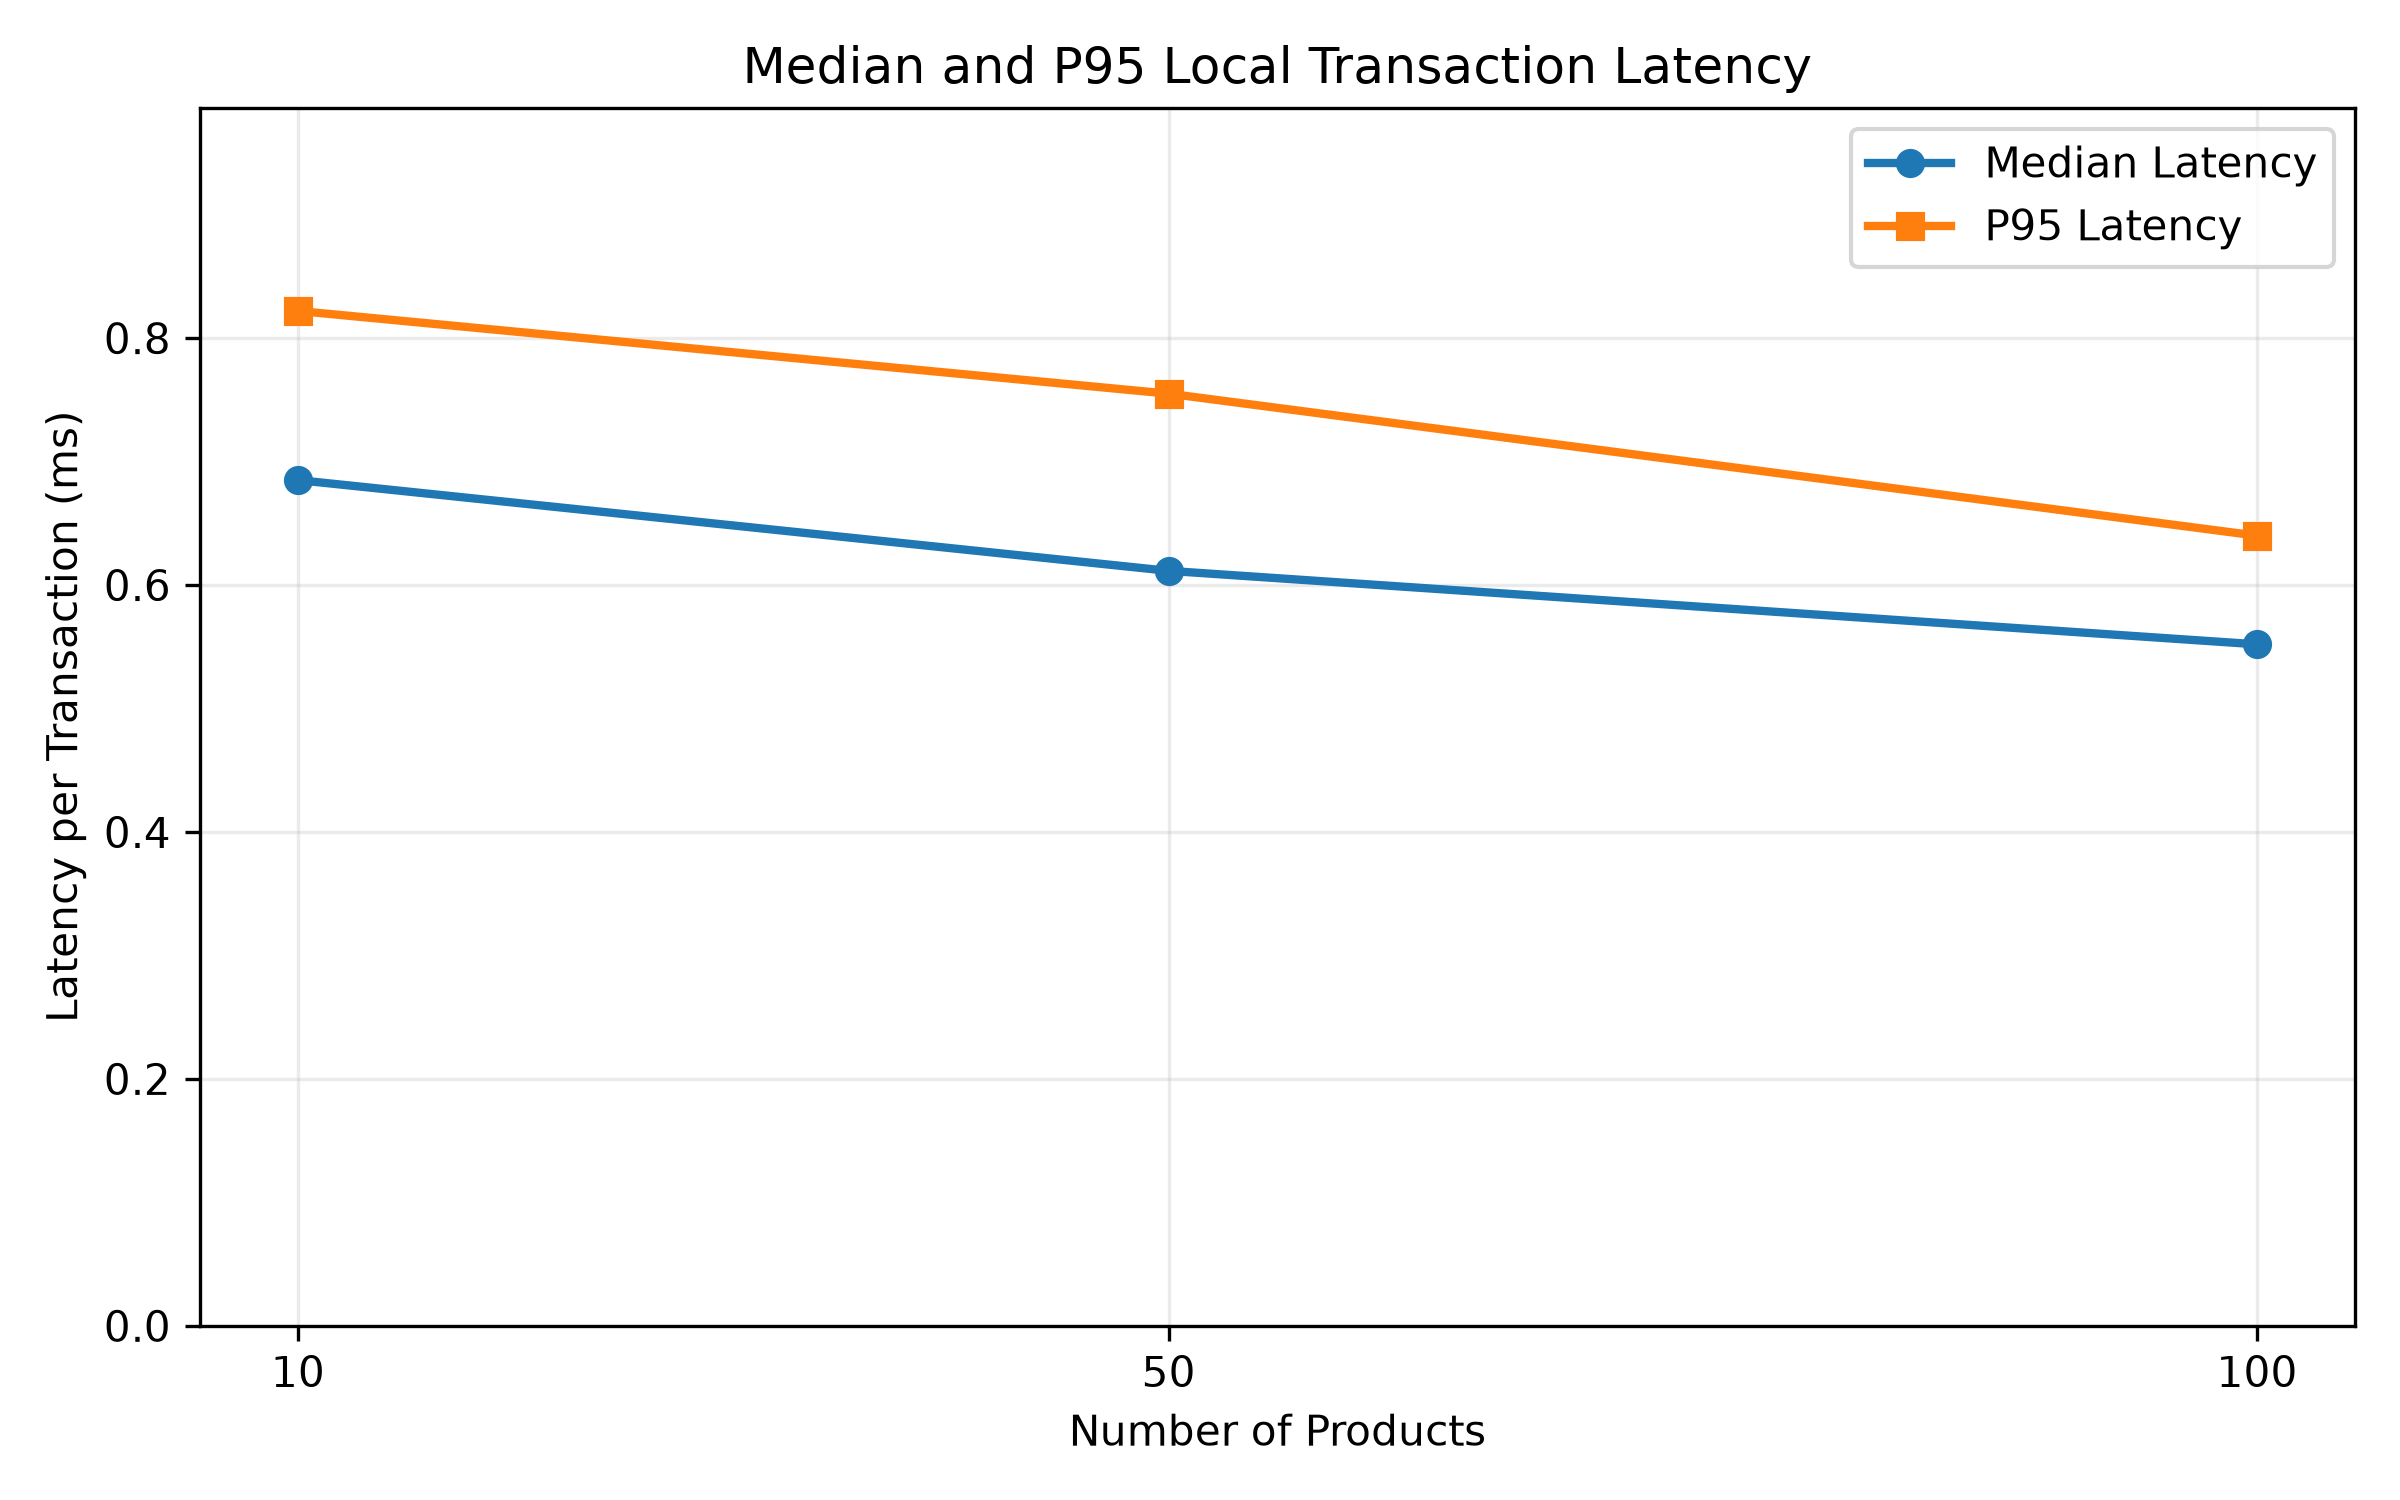 Median and P95 Local Transaction Latency
Median Latency
P95 Latency
Latency per Transaction (ms)
0.8
0.6
0.4
0.2
0.0
10 50 100
Number of Products